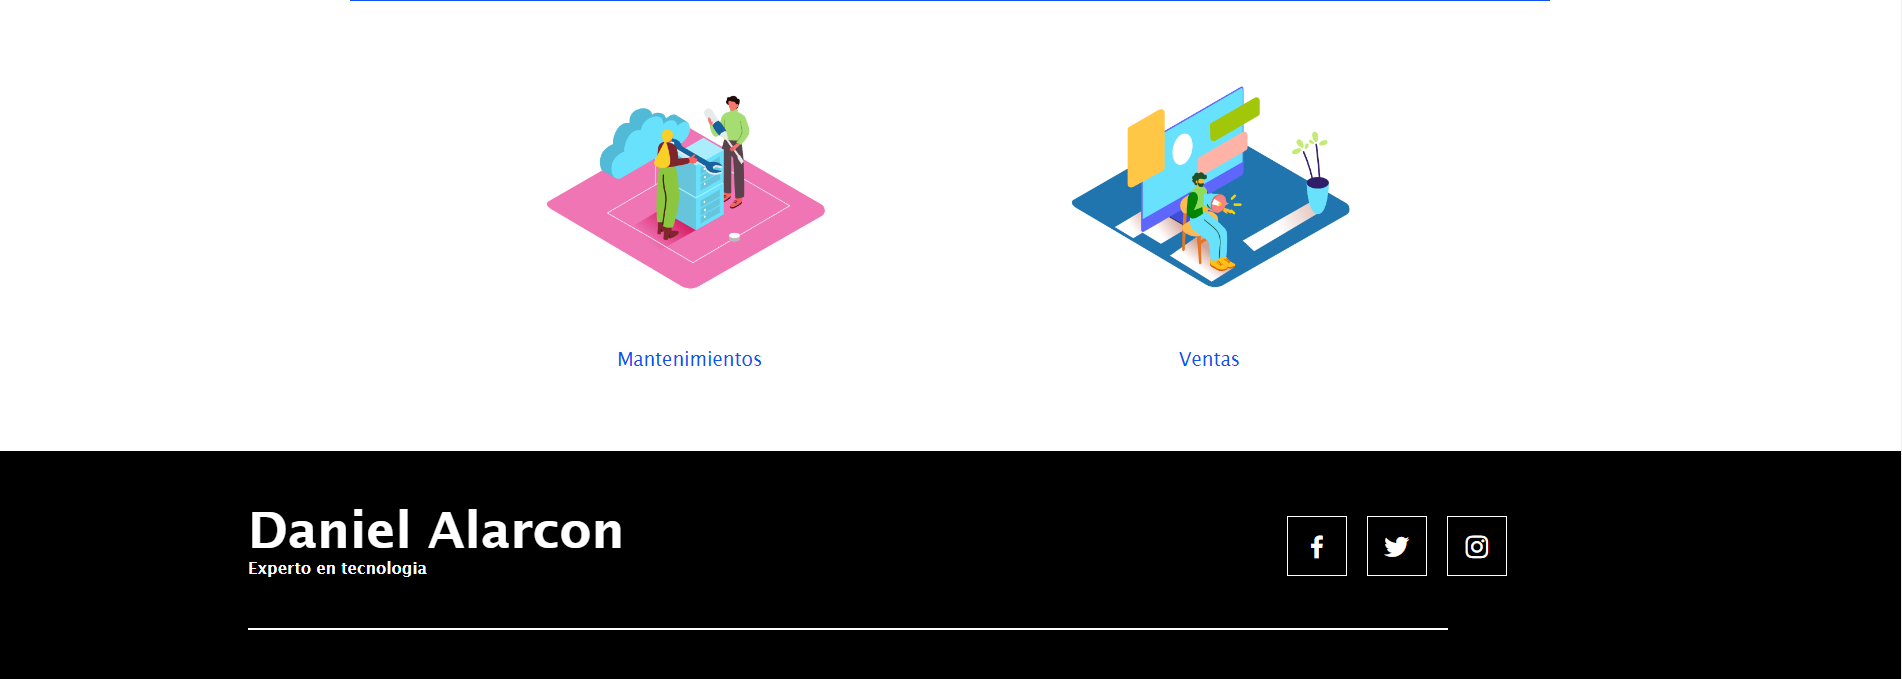 Mantenimientos
Ventas
Daniel Alarcon
Experto en tecnologia